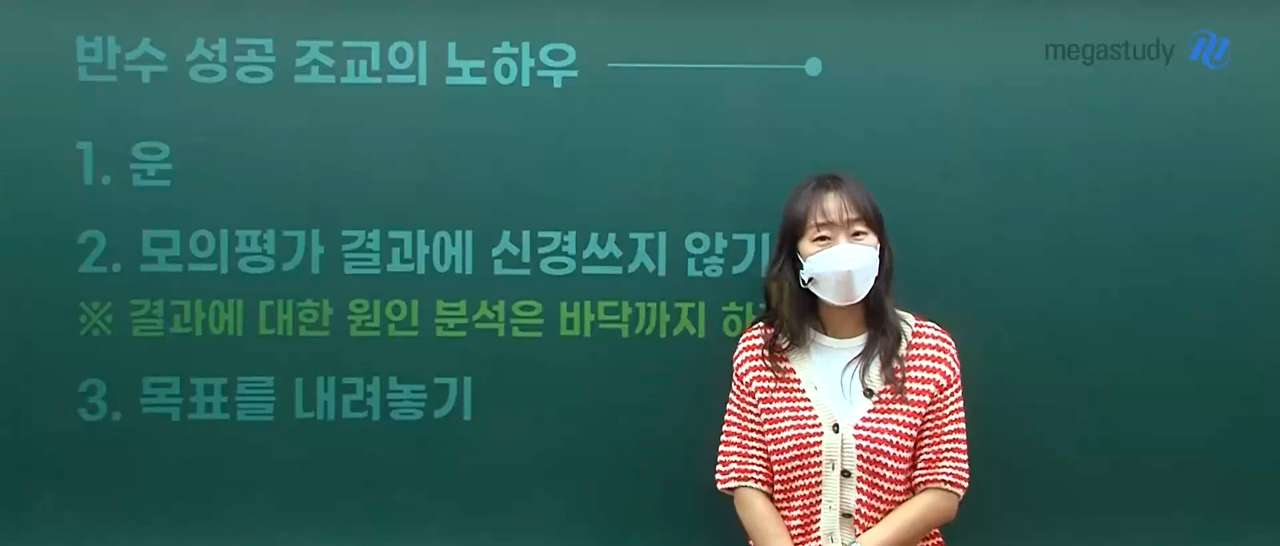 반수 성공 조교의 노하우
megastudy
1. 운
2. 모의평가 결과에 신경쓰지 않기
※ 결과에 대한 원인 분석은 바닥까지
3. 목표를 내려놓기